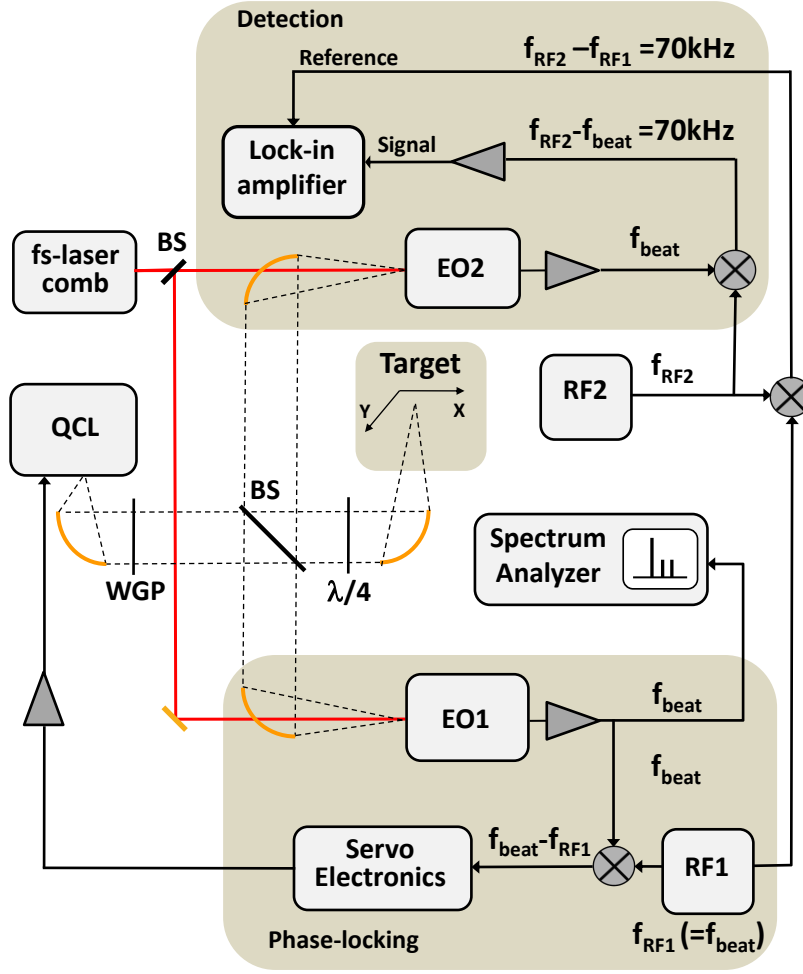 Detection
Reference
f_RF2 –f_RF1 =70kHz
Lock-in
amplifier
Signal
f_RF2-f_beat =70kHz
fs-laser
comb
BS
EO2
f_beat
Target
Y
X
RF2
f_RF2
QCL
BS
WGP
λ/4
Spectrum
Analyzer
EO1
f_beat
f_beat
Servo
Electronics
f_beat-f_RF1
RF1
f_RF1 (=f_beat)
Phase-locking